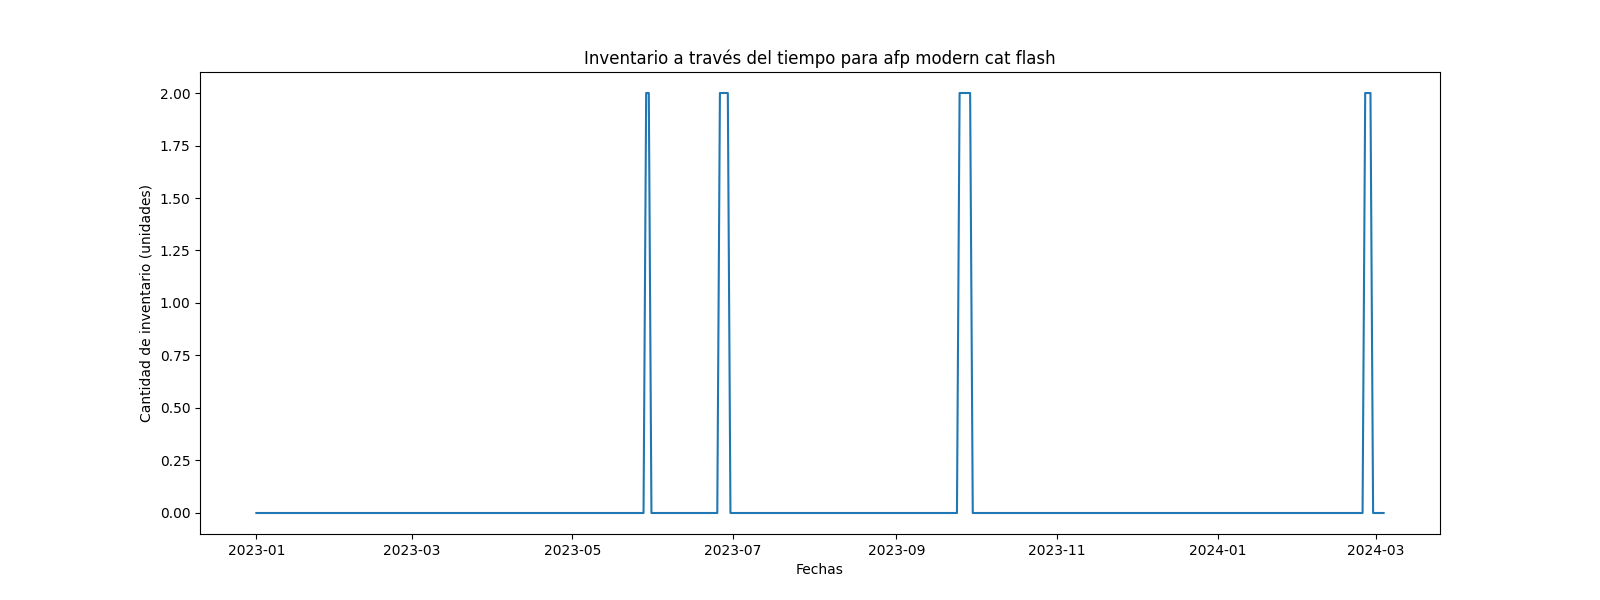 Inventario a través del tiempo para afp modern cat flash
Cantidad de inventario (unidades)
2.00
1.75
1.50
1.25
1.00
0.75
0.50
0.25
0.00
2023-01 2023-03 2023-05 2023-07 2023-09 2023-11 2024-01 2024-03
Fechas